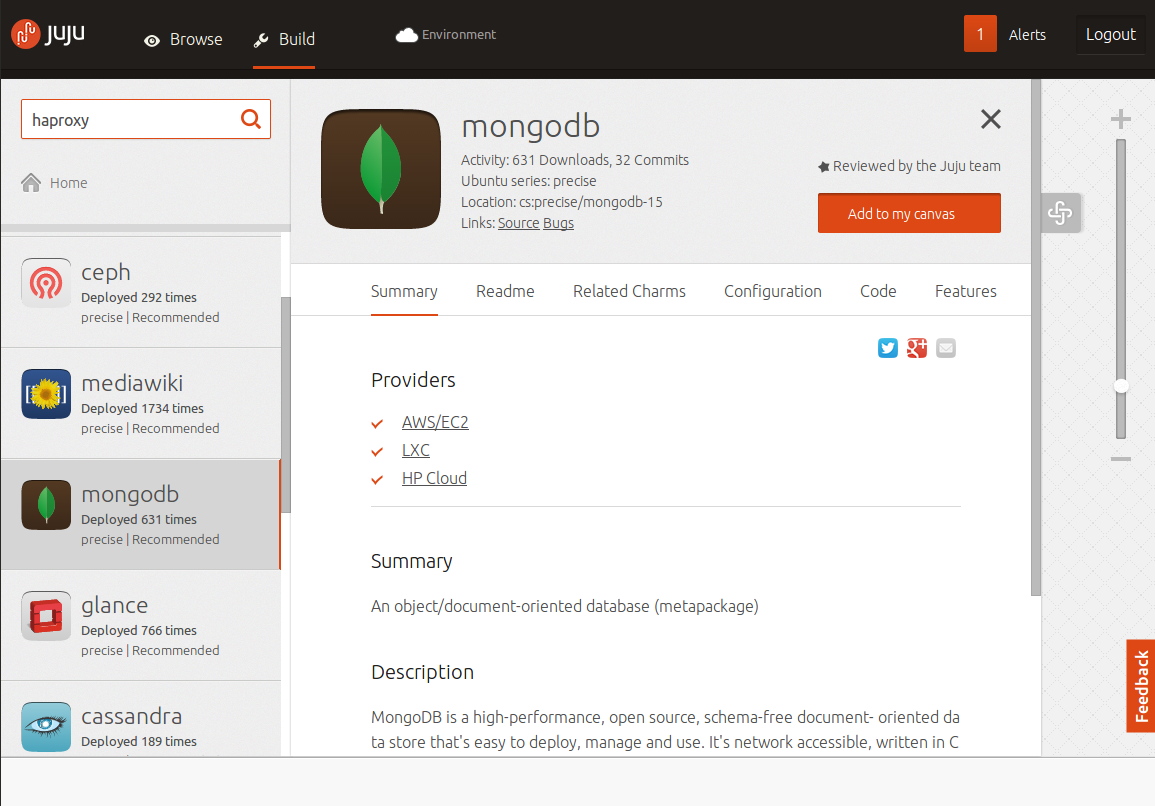 juju
Browse
Build
Environment
1
Alerts
Logout
haproxy
Home
ceph
Deployed 292 times
precise | Recommended
mediawiki
Deployed 1734 times
precise | Recommended
mongodb
Deployed 631 times
precise | Recommended
glance
Deployed 766 times
precise | Recommended
cassandra
Deployed 189 times
mongodb
Activity: 631 Downloads, 32 Commits
Ubuntu series: precise
Location: cs:precise/mongodb-15
Links: Source Bugs
Reviewed by the Juju team
Add to my canvas
Summary
Readme
Related Charms
Configuration
Code
Features
Providers
AWS/EC2
LXC
HP Cloud
Summary
An object/document-oriented database (metapackage)
Description
MongoDB is a high-performance, open source, schema-free document- oriented da
ta store that's easy to deploy, manage and use. It's network accessible, written in C
Feedback